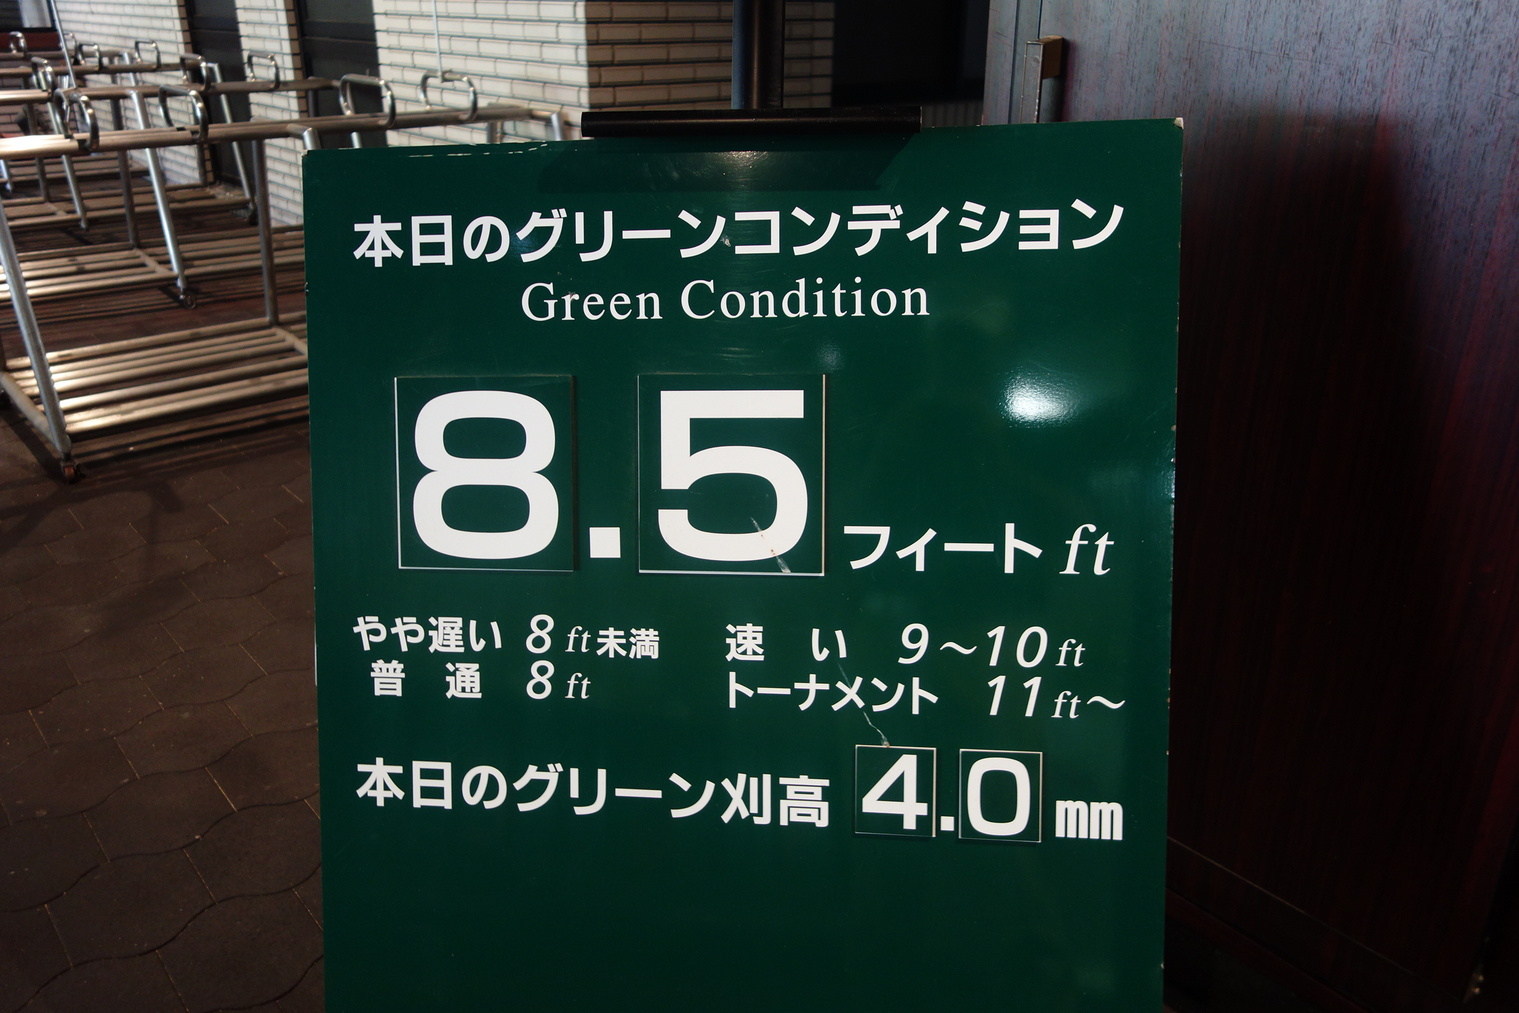 本日のグリーンコンディション
Green Condition
8.5 フィート ft
やや遅い 8 ft 未満 速い 9～10 ft
普通 8 ft トーナメント 11 ft～
本日のグリーン刈高 4.0 mm